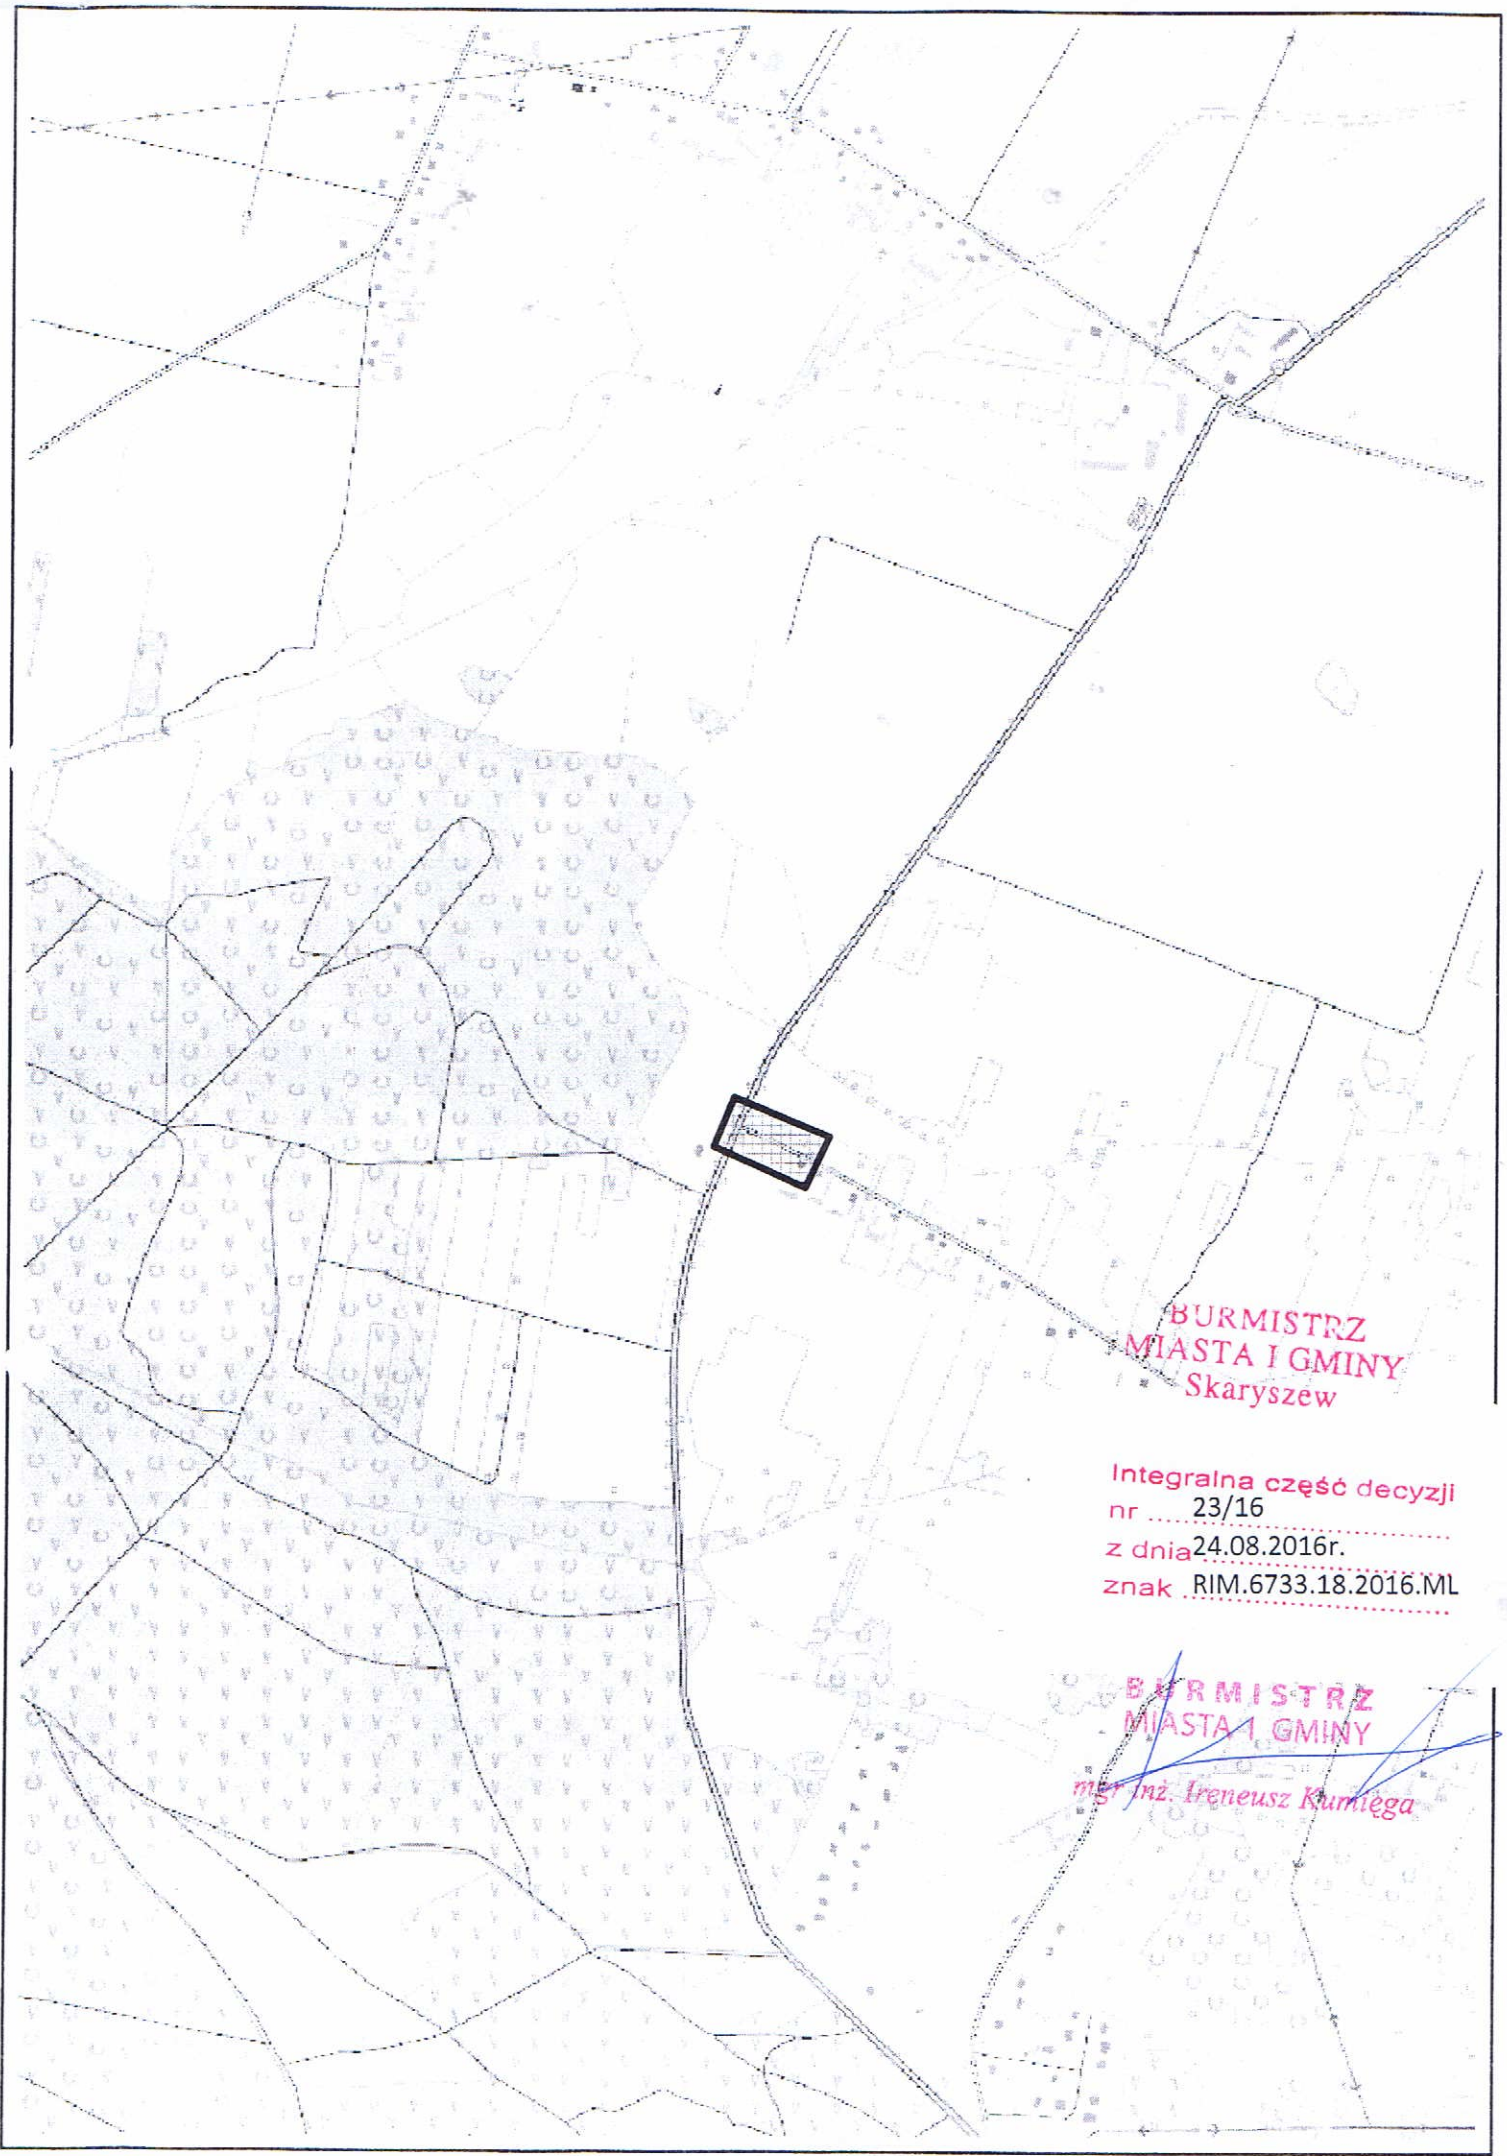 BURMISTRZ
MIASTA I GMINY
Skaryszew
Integralna część decyzji
nr ..... 23/16
z dnia 24.08.2016r.
znak . RIM.6733.18.2016.ML
BURMISTRZ
MIASTA I GMINY
mgr inż. Ireneusz Kumięga